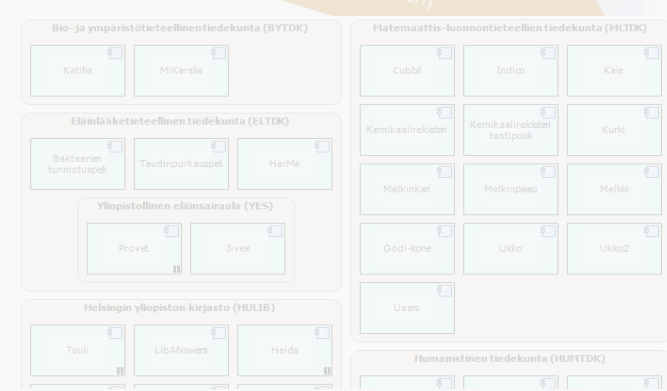 Bio- ja ympäristötieteellinen tiedekunta (BYTDK)
Katiha
MiKarelia
Eläinlääketieteellinen tiedekunta (ELTDK)
Bakteerien
tunnistuspeli
Taudinpurkauspeli
HarMa
Yliopistollinen eläinsairaala (YES)
Provet
Jivex
Helsingin yliopiston kirjasto (HULIB)
Tuuli
LibANswers
Helda
Matemaattis-luonnontieteellien tiedekunta (MLTDK)
Cubbli
Indico
Kale
Kemikaalirekisteri
Kemikaalirekisteri
testipuoli
Kurki
Melkinkari
Melkinpaasi
Melkki
Oodi-kone
Ukko
Ukko2
Users
Humanistinen tiedekunta (HUMTDK)